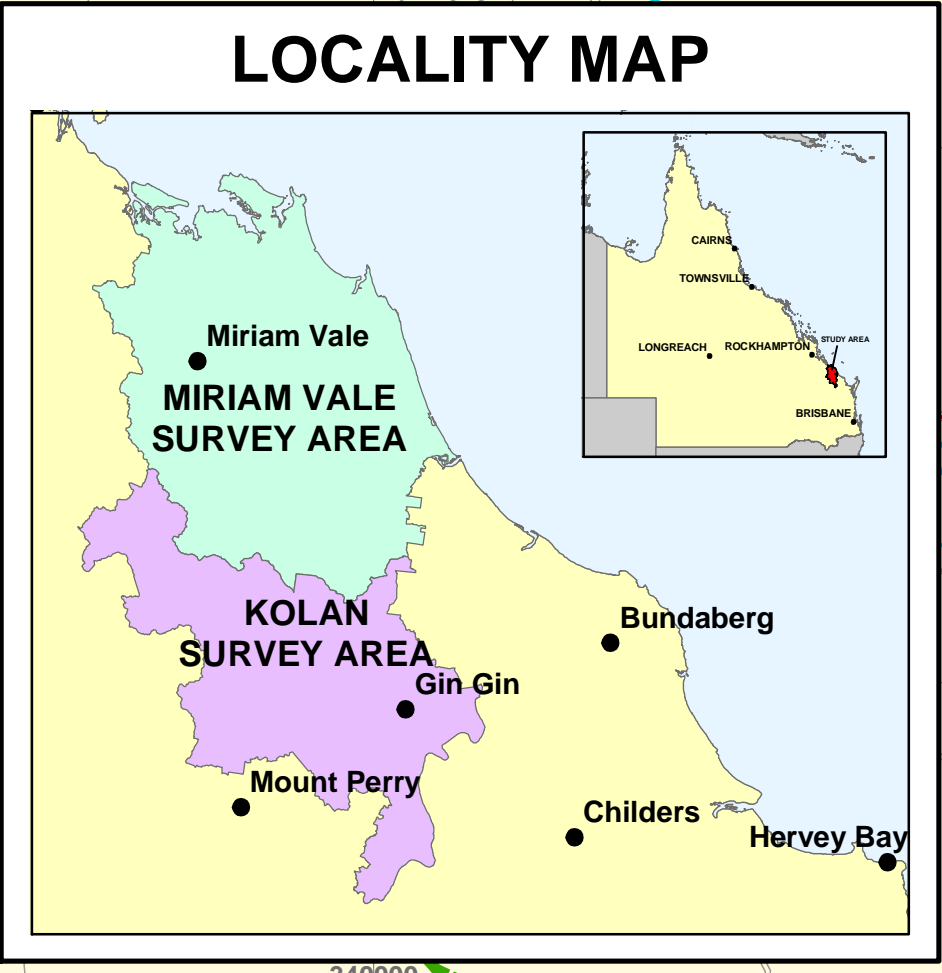 LOCALITY MAP
CAIRNS
TOWNSVILLE
LONGREACH
ROCKHAMPTON
STUDY AREA
BRISBANE
Miriam Vale
MIRIAM VALE
SURVEY AREA
KOLAN
SURVEY AREA
Bundaberg
Gin Gin
Mount Perry
Childers
Hervey Bay